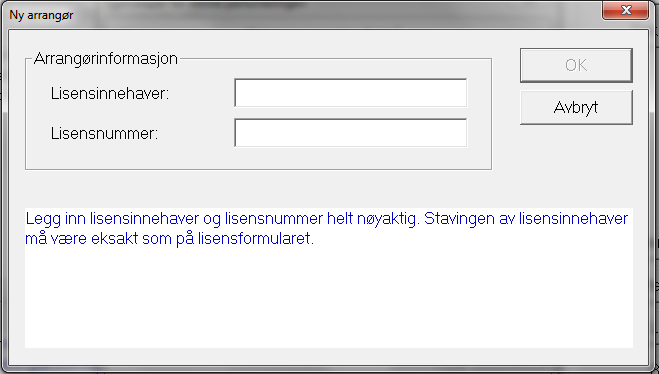 Ny arrangør
Arrangørinformasjon
Lisensinnehaver:
Lisensnummer:
OK
Avbryt
Legg inn lisensinnehaver og lisensnummer helt nøyaktig. Stavingen av lisensinnehaver
må være eksakt som på lisensformularet.